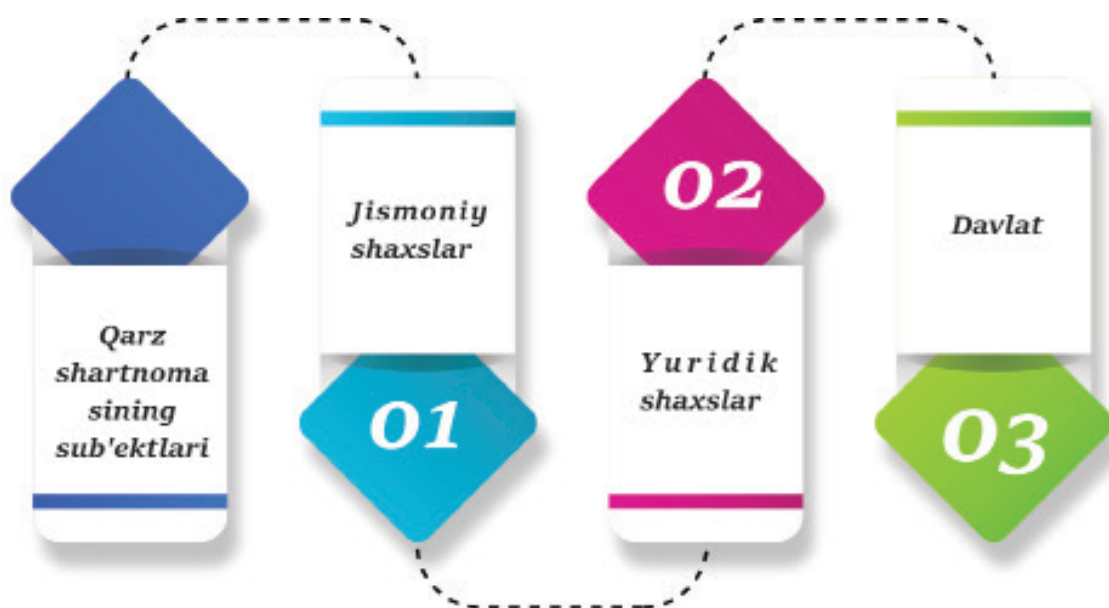 Qarz
shartnoma
sining
sub'ektlari
Jismoniy
shaxslar
01
02
Yuridik
shaxslar
Davlat
03